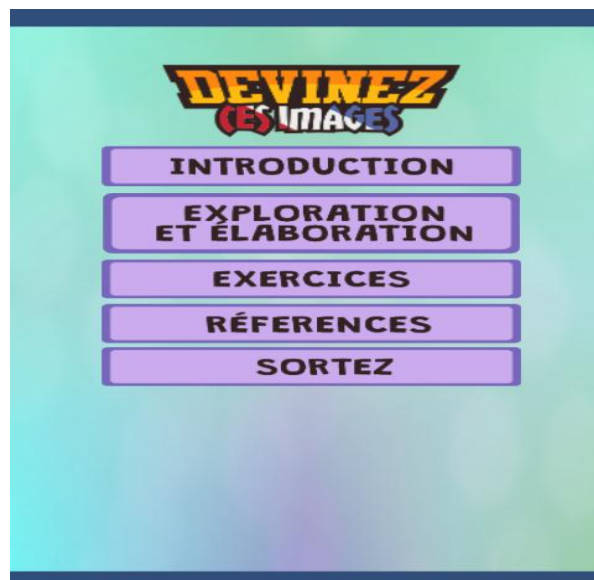 DEVINEZ
CES IMAGES
INTRODUCTION
EXPLORATION
ET ÉLABORATION
EXERCICES
RÉFERENCES
SORTEZ